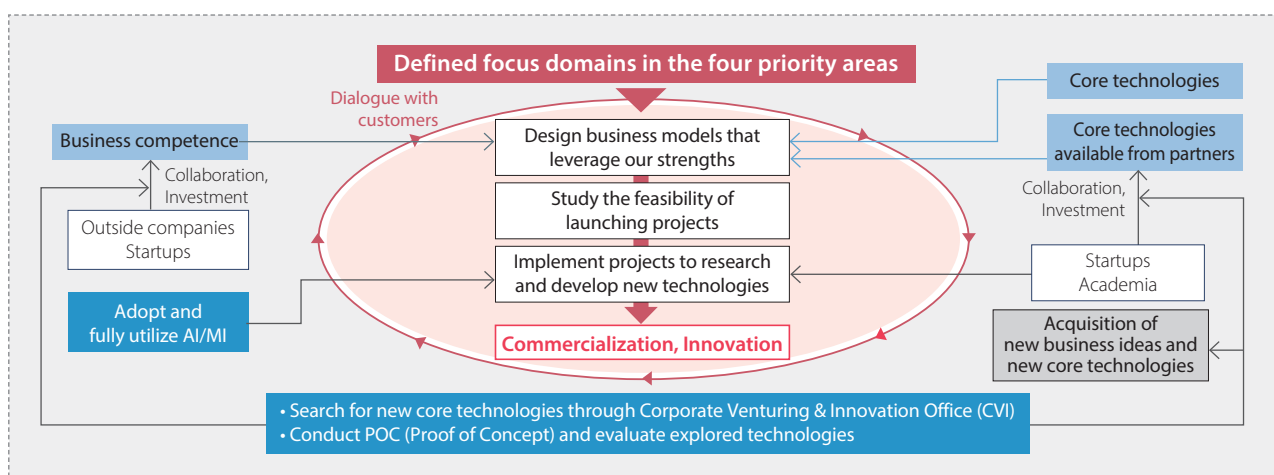 Defined focus domains in the four priority areas
Dialogue with
customers
Business competence
Collaboration,
Investment
Outside companies
Startups
Adopt and
fully utilize AI/MI
Design business models that
leverage our strengths
Study the feasibility of
launching projects
Implement projects to research
and develop new technologies
Commercialization, Innovation
Core technologies
Core technologies
available from partners
Collaboration,
Investment
Startups
Academia
Acquisition of
new business ideas and
new core technologies
• Search for new core technologies through Corporate Venturing & Innovation Office (CVI)
• Conduct POC (Proof of Concept) and evaluate explored technologies